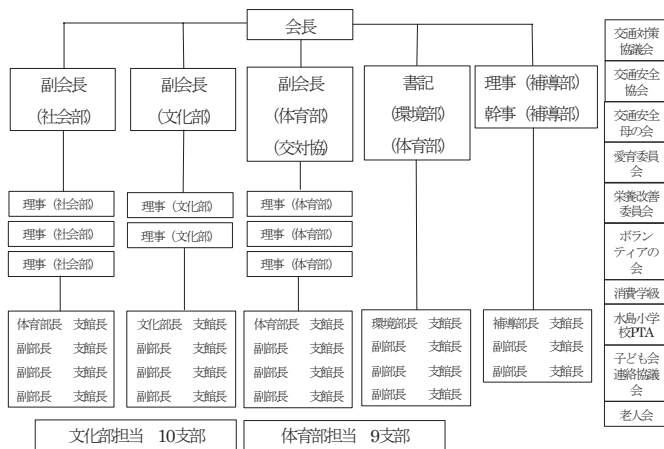 会長
副会長
(社会部)
副会長
(文化部)
副会長
(体育部)
(交対協)
書記
(環境部)
(体育部)
理事(補導部)
幹事(補導部)
理事(社会部)
理事(社会部)
理事(社会部)
理事(文化部)
理事(文化部)
理事(体育部)
理事(体育部)
理事(体育部)
体育部長 支館長
副部長 支館長
副部長 支館長
副部長 支館長
文化部長 支館長
副部長 支館長
副部長 支館長
副部長 支館長
体育部長 支館長
副部長 支館長
副部長 支館長
副部長 支館長
環境部長 支館長
副部長 支館長
副部長 支館長
副部長 支館長
補導部長 支館長
副部長 支館長
副部長 支館長
文化部担当 10支部
体育部担当 9支部
交通対策
協議会
交通安全
協会
交通安全
母の会
愛育委員
会
栄養改善
委員会
ボラン
ティアの
会
消費学級
水島小学
校PTA
子ども会
連絡協議
会
老人会